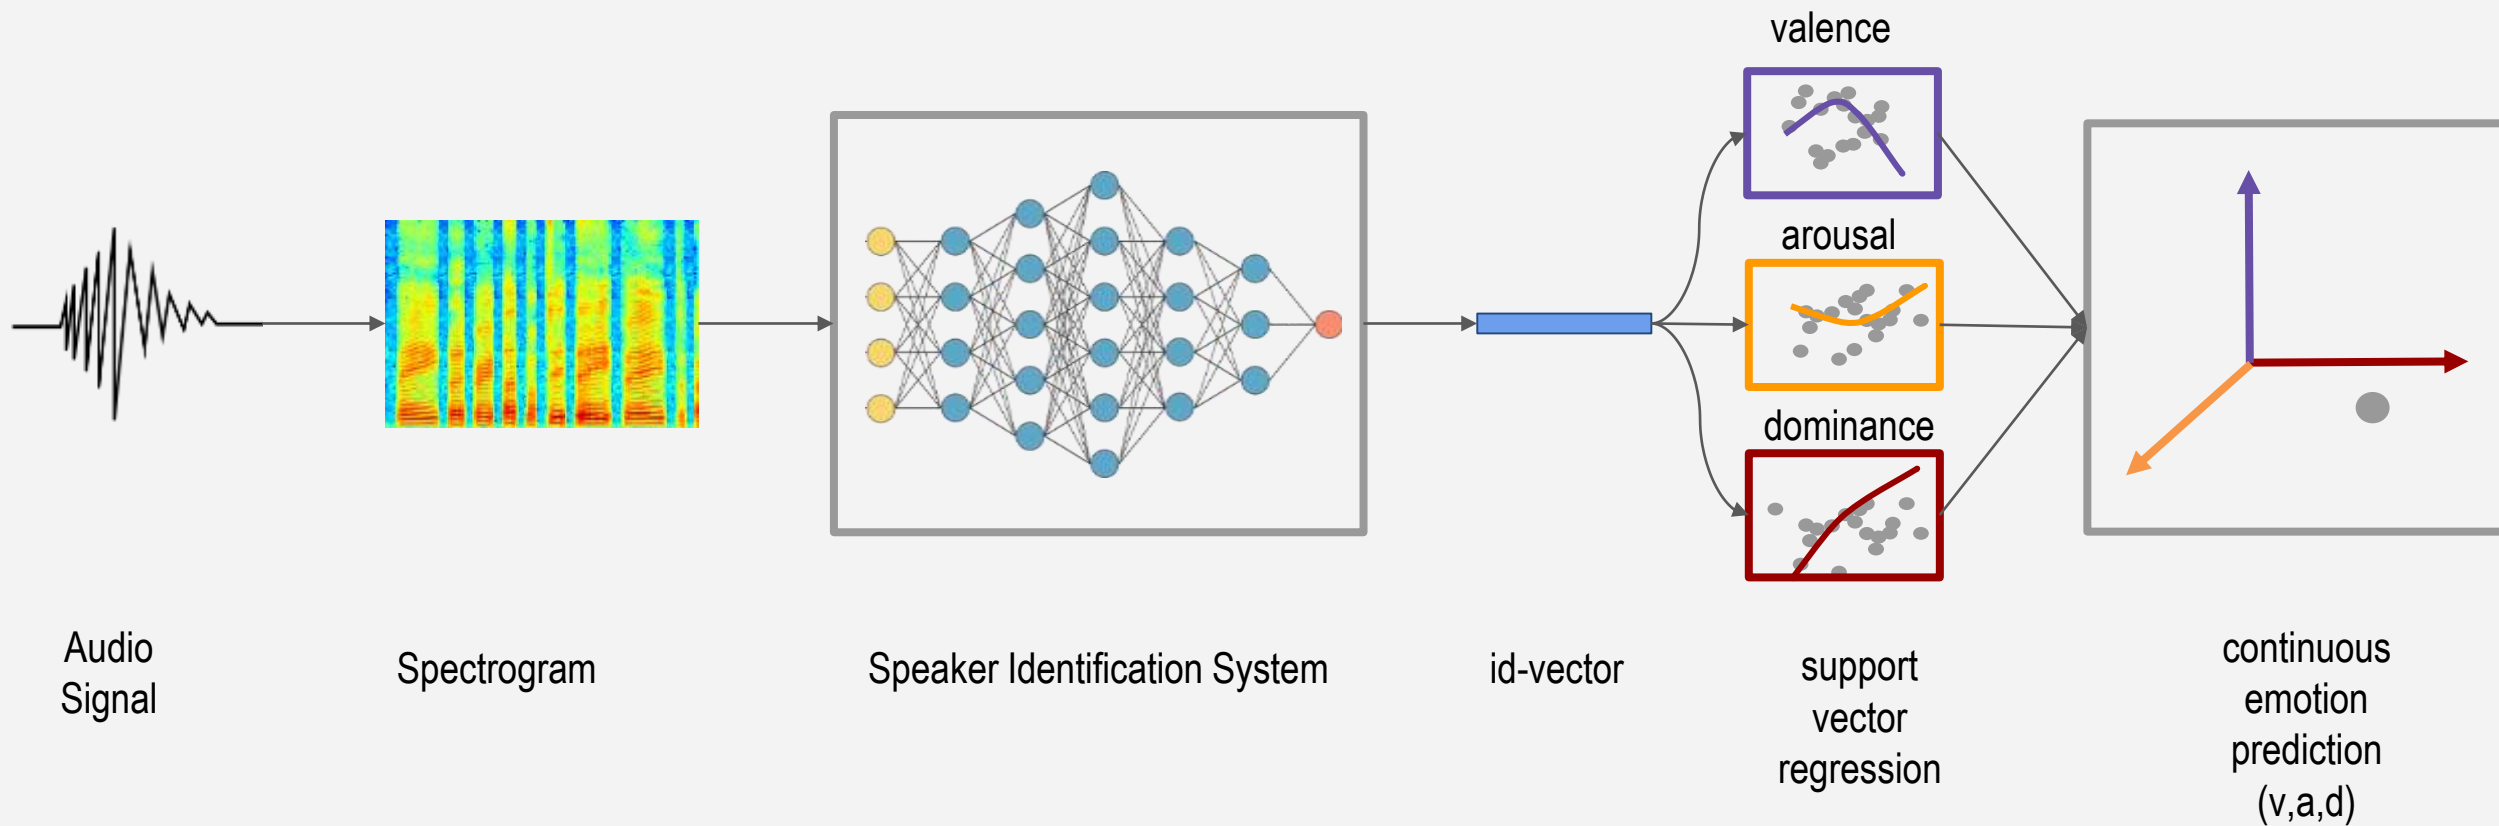 valence
arousal
dominance
Audio
Signal
Spectrogram
Speaker Identification System
id-vector
support
vector
regression
continuous
emotion
prediction
(v,a,d)